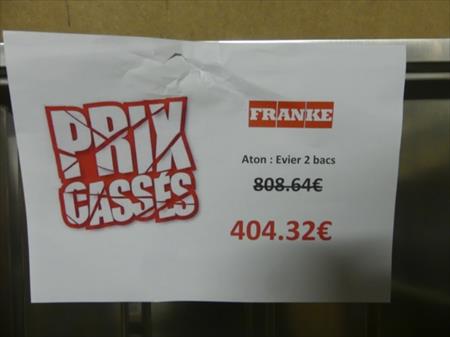 PRIX
CASSÉS
FRANKE
Aton : Evier 2 bacs
808.64€
404.32€